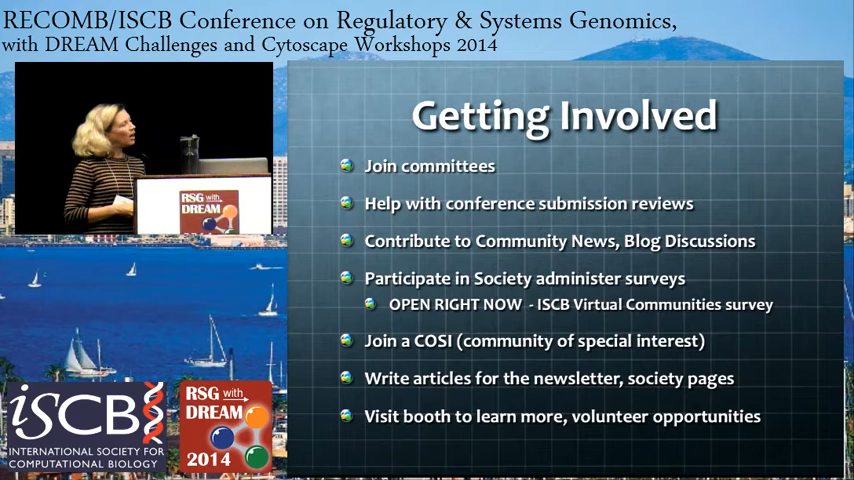 RECOMB/ISCB Conference on Regulatory & Systems Genomics,
with DREAM Challenges and Cytoscape Workshops 2014
RSG with
DREAM
Getting Involved
Join committees
Help with conference submission reviews
Contribute to Community News, Blog Discussions
Participate in Society administer surveys
OPEN RIGHT NOW - ISCB Virtual Communities survey
Join a COSI (community of special interest)
Write articles for the newsletter, society pages
Visit booth to learn more, volunteer opportunities
iSCB
INTERNATIONAL SOCIETY FOR
COMPUTATIONAL BIOLOGY
RSG with
DREAM
2014